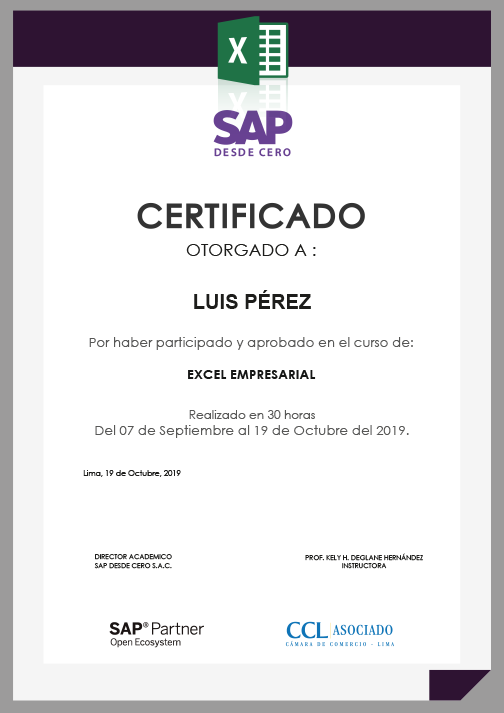 X
SAP
DESDE CERO
CERTIFICADO
OTORGADO A :
LUIS PÉREZ
Por haber participado y aprobado en el curso de:
EXCEL EMPRESARIAL
Realizado en 30 horas
Del 07 de Septiembre al 19 de Octubre del 2019.
Lima, 19 de Octubre, 2019
DIRECTOR ACADEMICO
SAP DESDE CERO S.A.C.
PROF. KELY H. DEGLANE HERNÁNDEZ
INSTRUCTORA
SAP® Partner
Open Ecosystem
CCL ASOCIADO
CÁMARA DE COMERCIO - LIMA